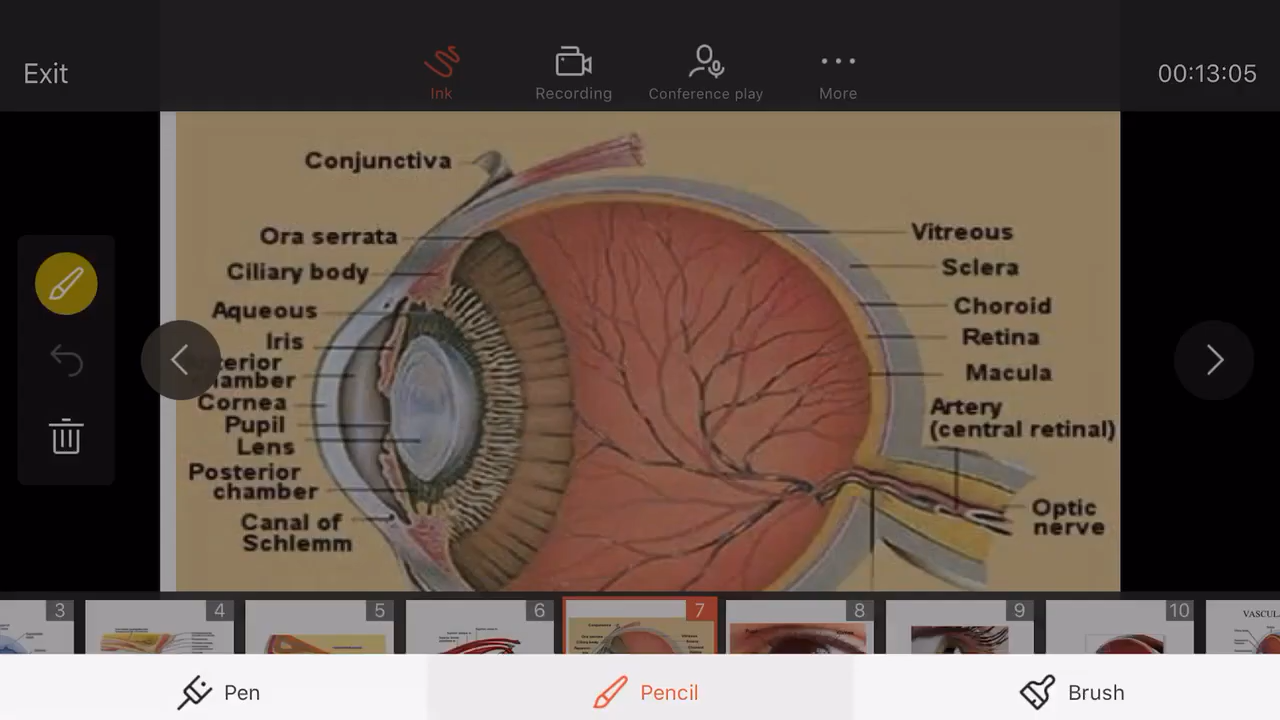 Exit
Ink
Recording
Conference play
More
00:13:05
Conjunctiva
Ora serrata
Ciliary body
Aqueous
Iris
Cornea
Pupil
Lens
Posterior
chamber
Canal of
Schlemm
Vitreous
Sclera
Choroid
Retina
Macula
Artery
(central retinal)
Optic
nerve
3
4
5
6
7
8
9
10
Pen
Pencil
Brush